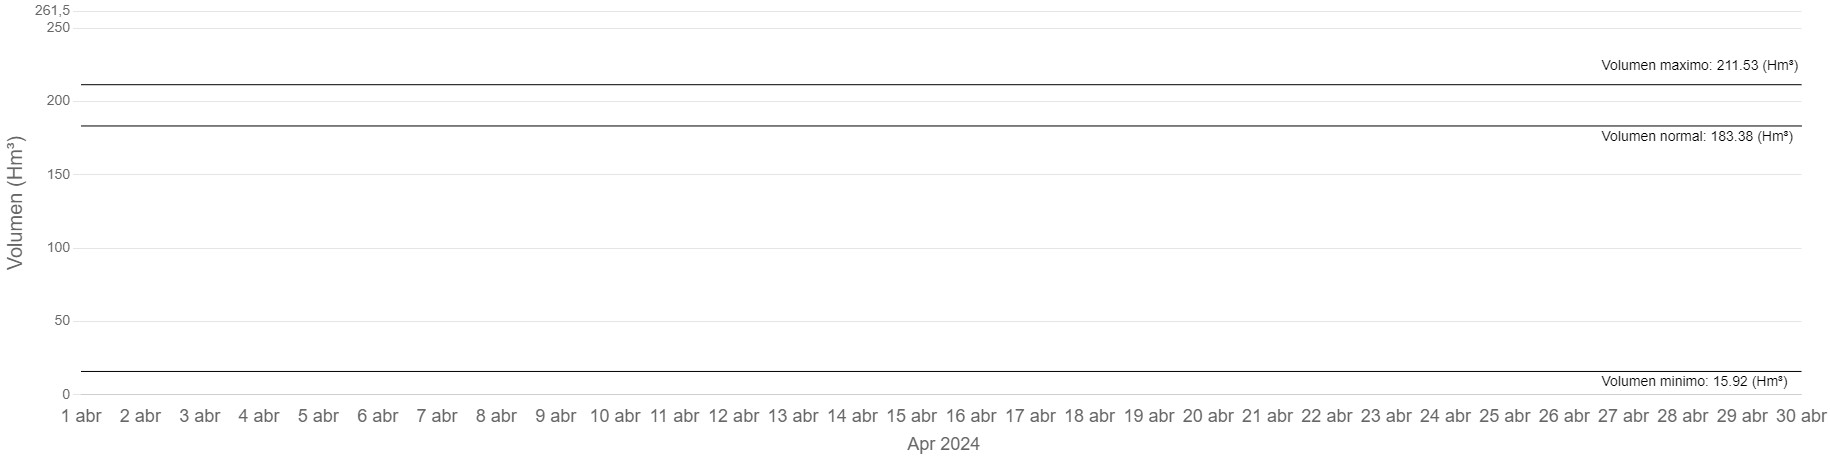 261,5
250
Volumen maximo: 211.53 (Hm³)
200
Volumen normal: 183.38 (Hm³)
150
Volumen (Hm³)
100
50
Volumen minimo: 15.92 (Hm³)
0
1 abr 2 abr 3 abr 4 abr 5 abr 6 abr 7 abr 8 abr 9 abr 10 abr 11 abr 12 abr 13 abr 14 abr 15 abr 16 abr 17 abr 18 abr 19 abr 20 abr 21 abr 22 abr 23 abr 24 abr 25 abr 26 abr 27 abr 28 abr 29 abr 30 abr
Apr 2024